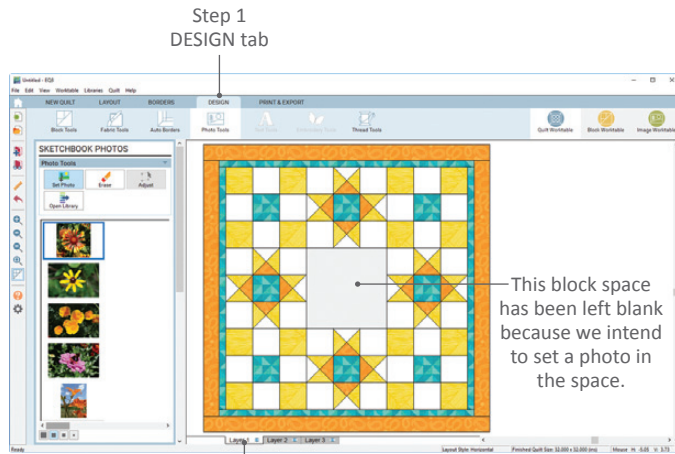 Step 1
DESIGN tab
Untitled - EQ8
File Edit View Worktable Libraries Quilt Help
NEW QUILT LAYOUT BORDERS DESIGN PRINT & EXPORT
Block Tools Fabric Tools Auto Borders Photo Tools Thread Tools Quilt Worktable Block Worktable Image Worktable
SKETCHBOOK PHOTOS
Photo Tools
Set Photo Eraser Adjust
Open Library
This block space
has been left blank
because we intend
to set a photo in
the space.
Layer 1 Layer 2 Layer 3
Ready Layout Style: Horizontal Finished Quilt Size: 32.000 x 32.000 (ins) Mouse H: -5.05 V: 3.73